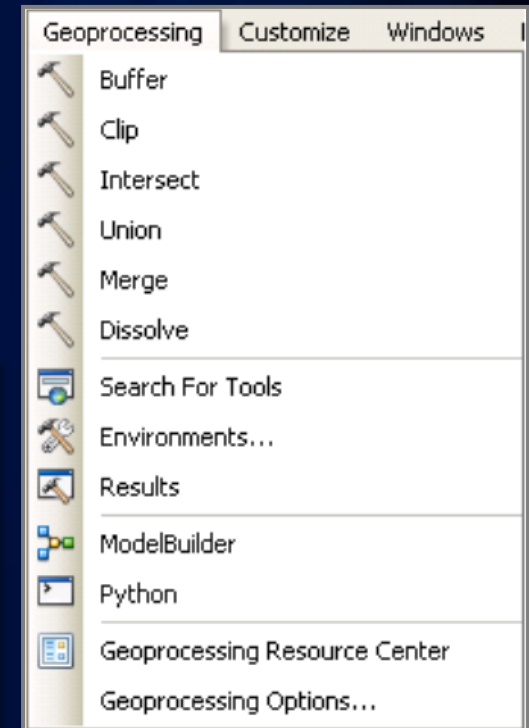 Geoprocessing Customize Windows
Buffer
Clip
Intersect
Union
Merge
Dissolve
Search For Tools
Environments...
Results
ModelBuilder
Python
Geoprocessing Resource Center
Geoprocessing Options...